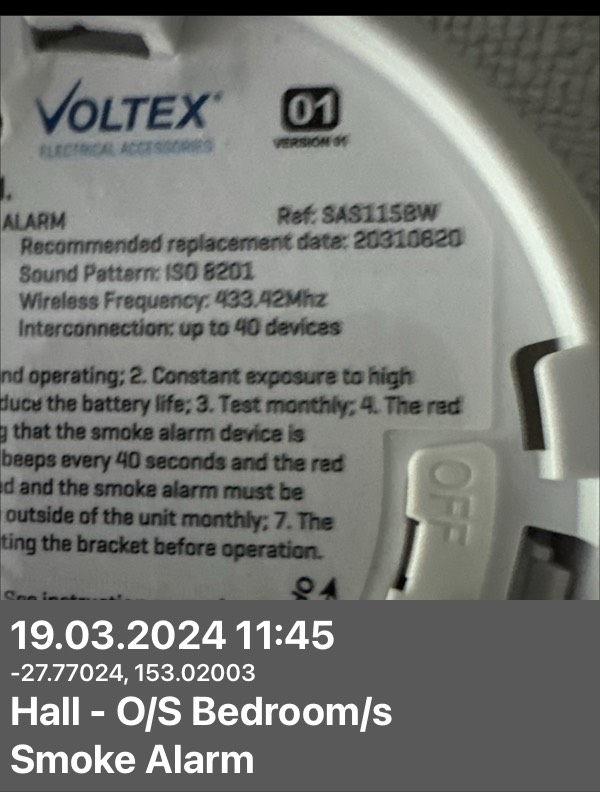 VOLTEX
ELECTRICAL ACCESSORIES
01
VERSION 01
ALARM
Ref: SAS115BW
Recommended replacement date: 20310620
Sound Pattern: ISO 8201
Wireless Frequency: 433.42Mhz
Interconnection: up to 40 devices
nd operating; 2. Constant exposure to high
duce the battery life; 3. Test monthly; 4. The red
g that the smoke alarm device is
beeps every 40 seconds and the red
d and the smoke alarm must be
outside of the unit monthly; 7. The
ting the bracket before operation.
OFF
19.03.2024 11:45
-27.77024, 153.02003
Hall - O/S Bedroom/s
Smoke Alarm